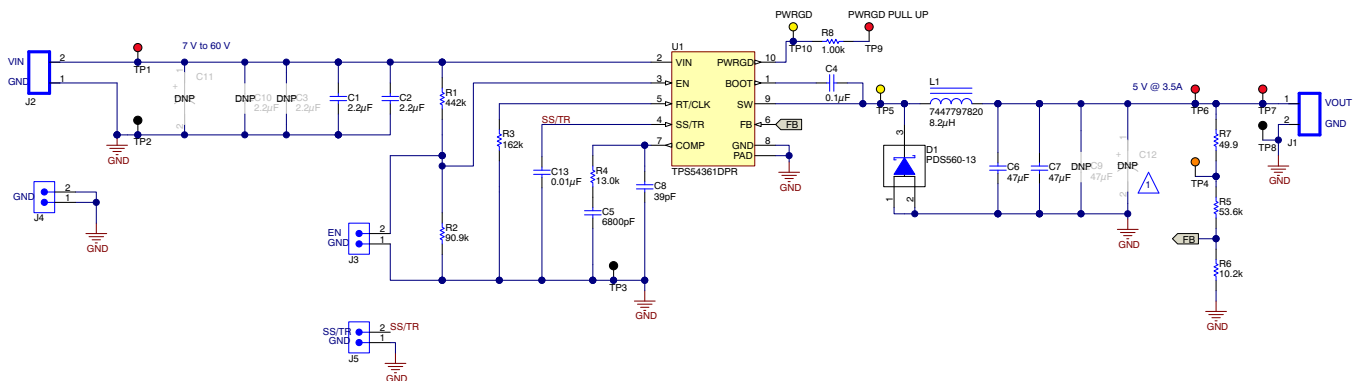 PWRGD
PWRGD PULL UP
TP10
R8
1.00k
TP9
VIN
GND
2
1
J2
TP1
7 V to 60 V
TP2
GND
+
1
2
C11
DNP
DNP
C10
2.2µF
DNP
C3
2.2µF
C1
2.2µF
C2
2.2µF
R1
442k
R3
162k
SS/TR
C13
0.01µF
R4
13.0k
C5
6800pF
C8
39pF
R2
90.9k
U1
2
VIN
3
EN
5
RT/CLK
4
SS/TR
7
COMP
PWRGD
10
BOOT
1
SW
9
FB
6
GND
8
PAD
TPS54361DPR
FB
GND
C4
0.1µF
TP5
L1
7447797820
8.2µH
3
D1
PDS560-13
1
2
C6
47µF
C7
47µF
DNP
C9
47µF
+
1
2
DNP
C12
1
GND
5 V @ 3.5A
TP6
TP7
TP8
1
2
VOUT
GND
J1
GND
R7
49.9
TP4
R5
53.6k
FB
R6
10.2k
GND
GND
2
1
J4
GND
EN
GND
2
1
J3
TP3
GND
SS/TR
GND
2
1
SS/TR
J5
GND